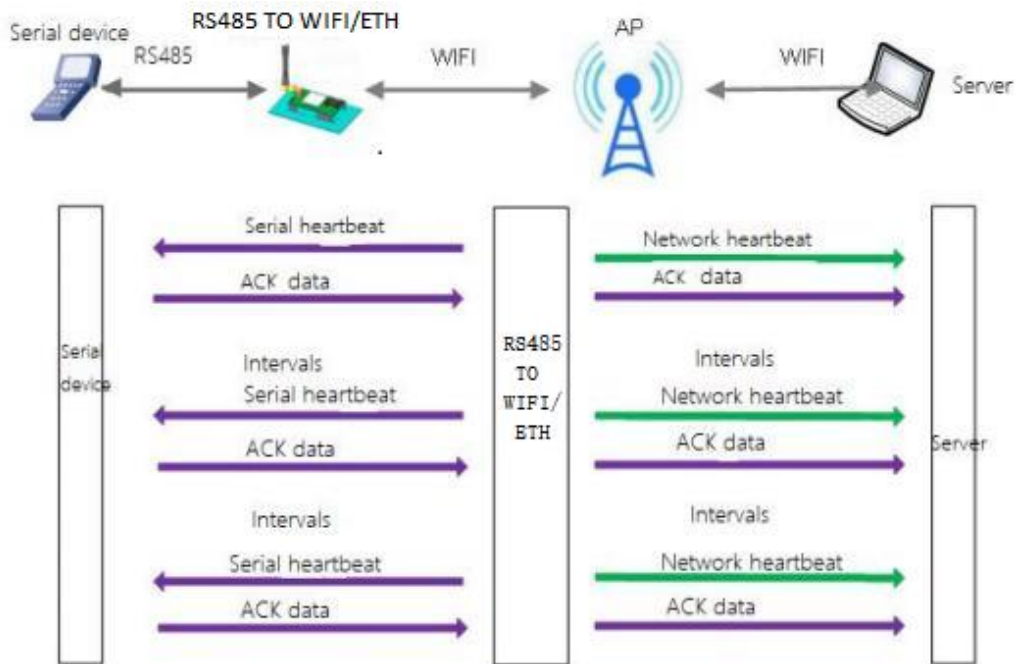 RS485 TO WIFI/ETH
Serial device
RS485
WIFI
AP
WIFI
Server
Serial heartbeat
ACK data
Intervals
Serial heartbeat
ACK data
Intervals
Serial heartbeat
ACK data
Serial
device
RS485
TO
WIFI/
ETH
Network heartbeat
ACK data
Intervals
Network heartbeat
ACK data
Intervals
Network heartbeat
ACK data
Server